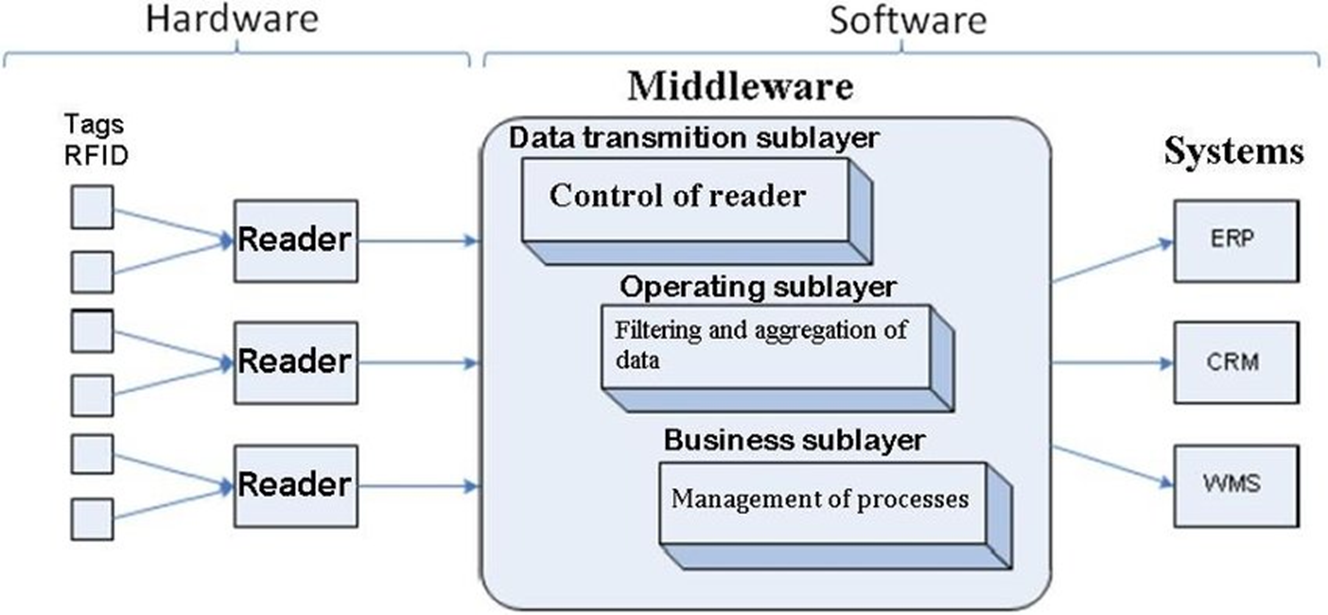 Hardware
Software
Middleware
Tags
RFID
Data transmition sublayer
Control of reader
Systems
Reader
ERP
Operating sublayer
Filtering and aggregation of
data
Reader
CRM
Business sublayer
Management of processes
Reader
WMS